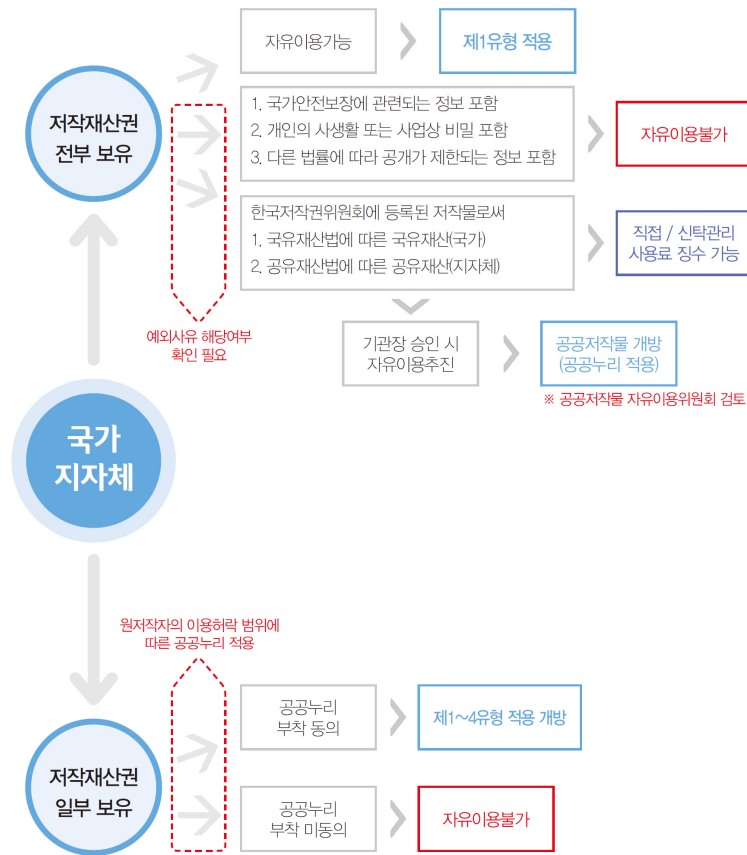 자유이용가능
제1유형 적용
저작재산권
전부 보유
1. 국가안전보장에 관련되는 정보 포함
2. 개인의 사생활 또는 사업상 비밀 포함
3. 다른 법률에 따라 공개가 제한되는 정보 포함
자유이용불가
한국저작권위원회에 등록된 저작물로써
1. 국유재산법에 따른 국유재산(국가)
2. 공유재산법에 따른 공유재산(지자체)
직접 / 신탁관리
사용료 징수 가능
예외사유 해당여부
확인 필요
기관장 승인 시
자유이용추진
공공저작물 개방
(공공누리 적용)
※ 공공저작물 자유이용위원회 검토
국가
지자체
원저작자의 이용허락 범위에
따른 공공누리 적용
공공누리
부착 동의
제1~4유형 적용 개방
저작재산권
일부 보유
공공누리
부착 미동의
자유이용불가